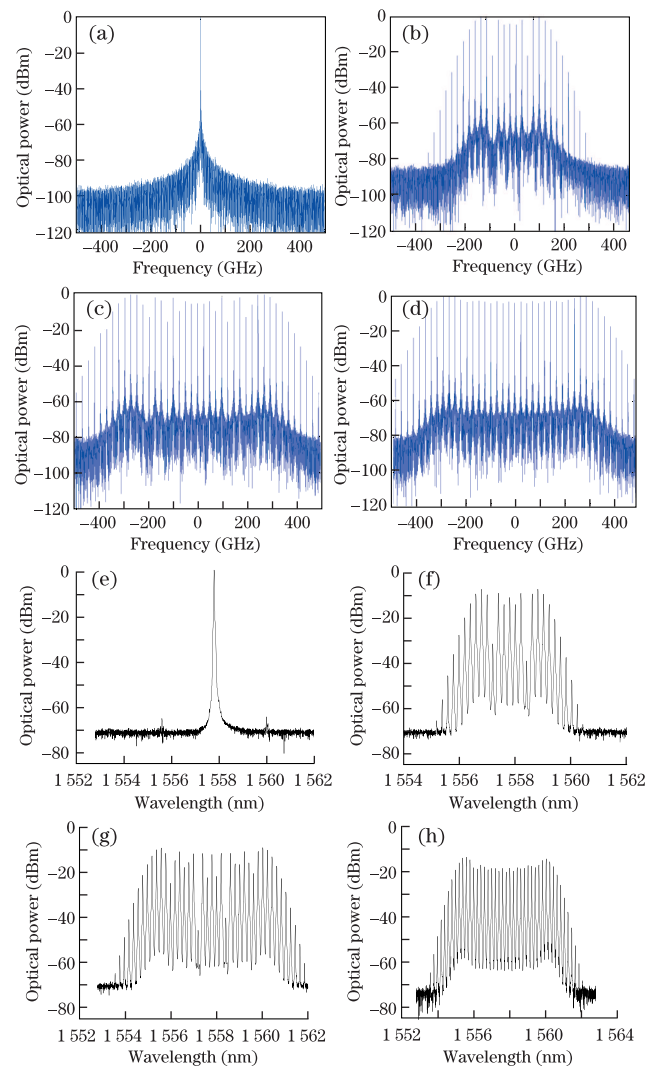 (a)
0
−20
−40
−60
−80
−100
−120
Optical power (dBm)
−400 −200 0 200 400
Frequency (GHz)
(b)
0
−20
−40
−60
−80
−100
−120
Optical power (dBm)
−400 −200 0 200 400
Frequency (GHz)
(c)
0
−20
−40
−60
−80
−100
−120
Optical power (dBm)
−400 −200 0 200 400
Frequency (GHz)
(d)
0
−20
−40
−60
−80
−100
−120
Optical power (dBm)
−400 −200 0 200 400
Frequency (GHz)
(e)
0
−20
−40
−60
−80
Optical power (dBm)
1 552 1 554 1 556 1 558 1 560 1 562
Wavelength (nm)
(f)
0
−20
−40
−60
−80
Optical power (dBm)
1 554 1 556 1 558 1 560 1 562
Wavelength (nm)
(g)
0
−20
−40
−60
−80
Optical power (dBm)
1 552 1 554 1 556 1 558 1 560 1 562
Wavelength (nm)
(h)
0
−20
−40
−60
−80
Optical power (dBm)
1 552 1 556 1 560 1 564
Wavelength (nm)